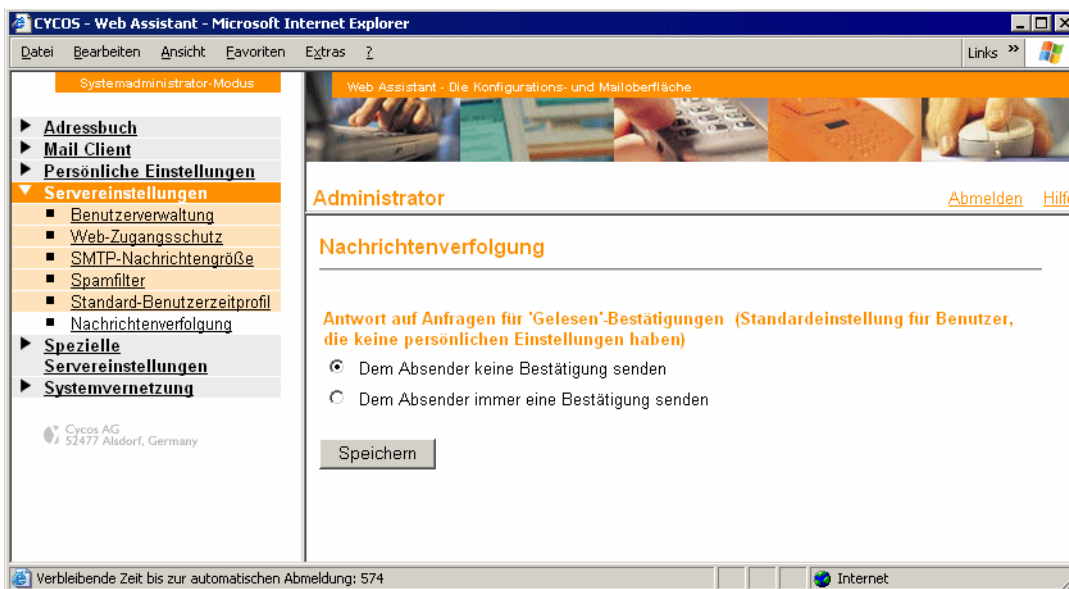 CYCOS - Web Assistant - Microsoft Internet Explorer
Datei Bearbeiten Ansicht Favoriten Extras ? Links »
Systemadministrator-Modus
Web Assistant - Die Konfigurations- und Mailoberfläche
Adressbuch
Mail Client
Persönliche Einstellungen
Servereinstellungen
Benutzerverwaltung
Web-Zugangsschutz
SMTP-Nachrichtengröße
Spamfilter
Standard-Benutzerzeitprofil
Nachrichtenverfolgung
Spezielle
Servereinstellungen
Systemvernetzung
Cycos AG
52477 Alsdorf, Germany
Administrator
Abmelden Hilfe
Nachrichtenverfolgung
Antwort auf Anfragen für 'Gelesen'-Bestätigungen (Standardeinstellung für Benutzer,
die keine persönlichen Einstellungen haben)
Dem Absender keine Bestätigung senden
Dem Absender immer eine Bestätigung senden
Speichern
Verbleibende Zeit bis zur automatischen Abmeldung: 574
Internet